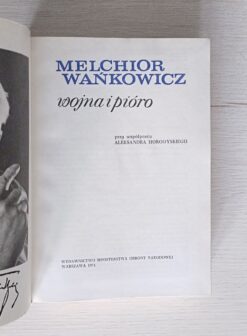 MELCHIOR
WAŃKOWICZ
wojna i pióro
przy współpracy
ALEKSANDRA HORODYSKIEGO
WYDAWNICTWO MINISTERSTWA OBRONY NARODOWEJ
WARSZAWA 1974